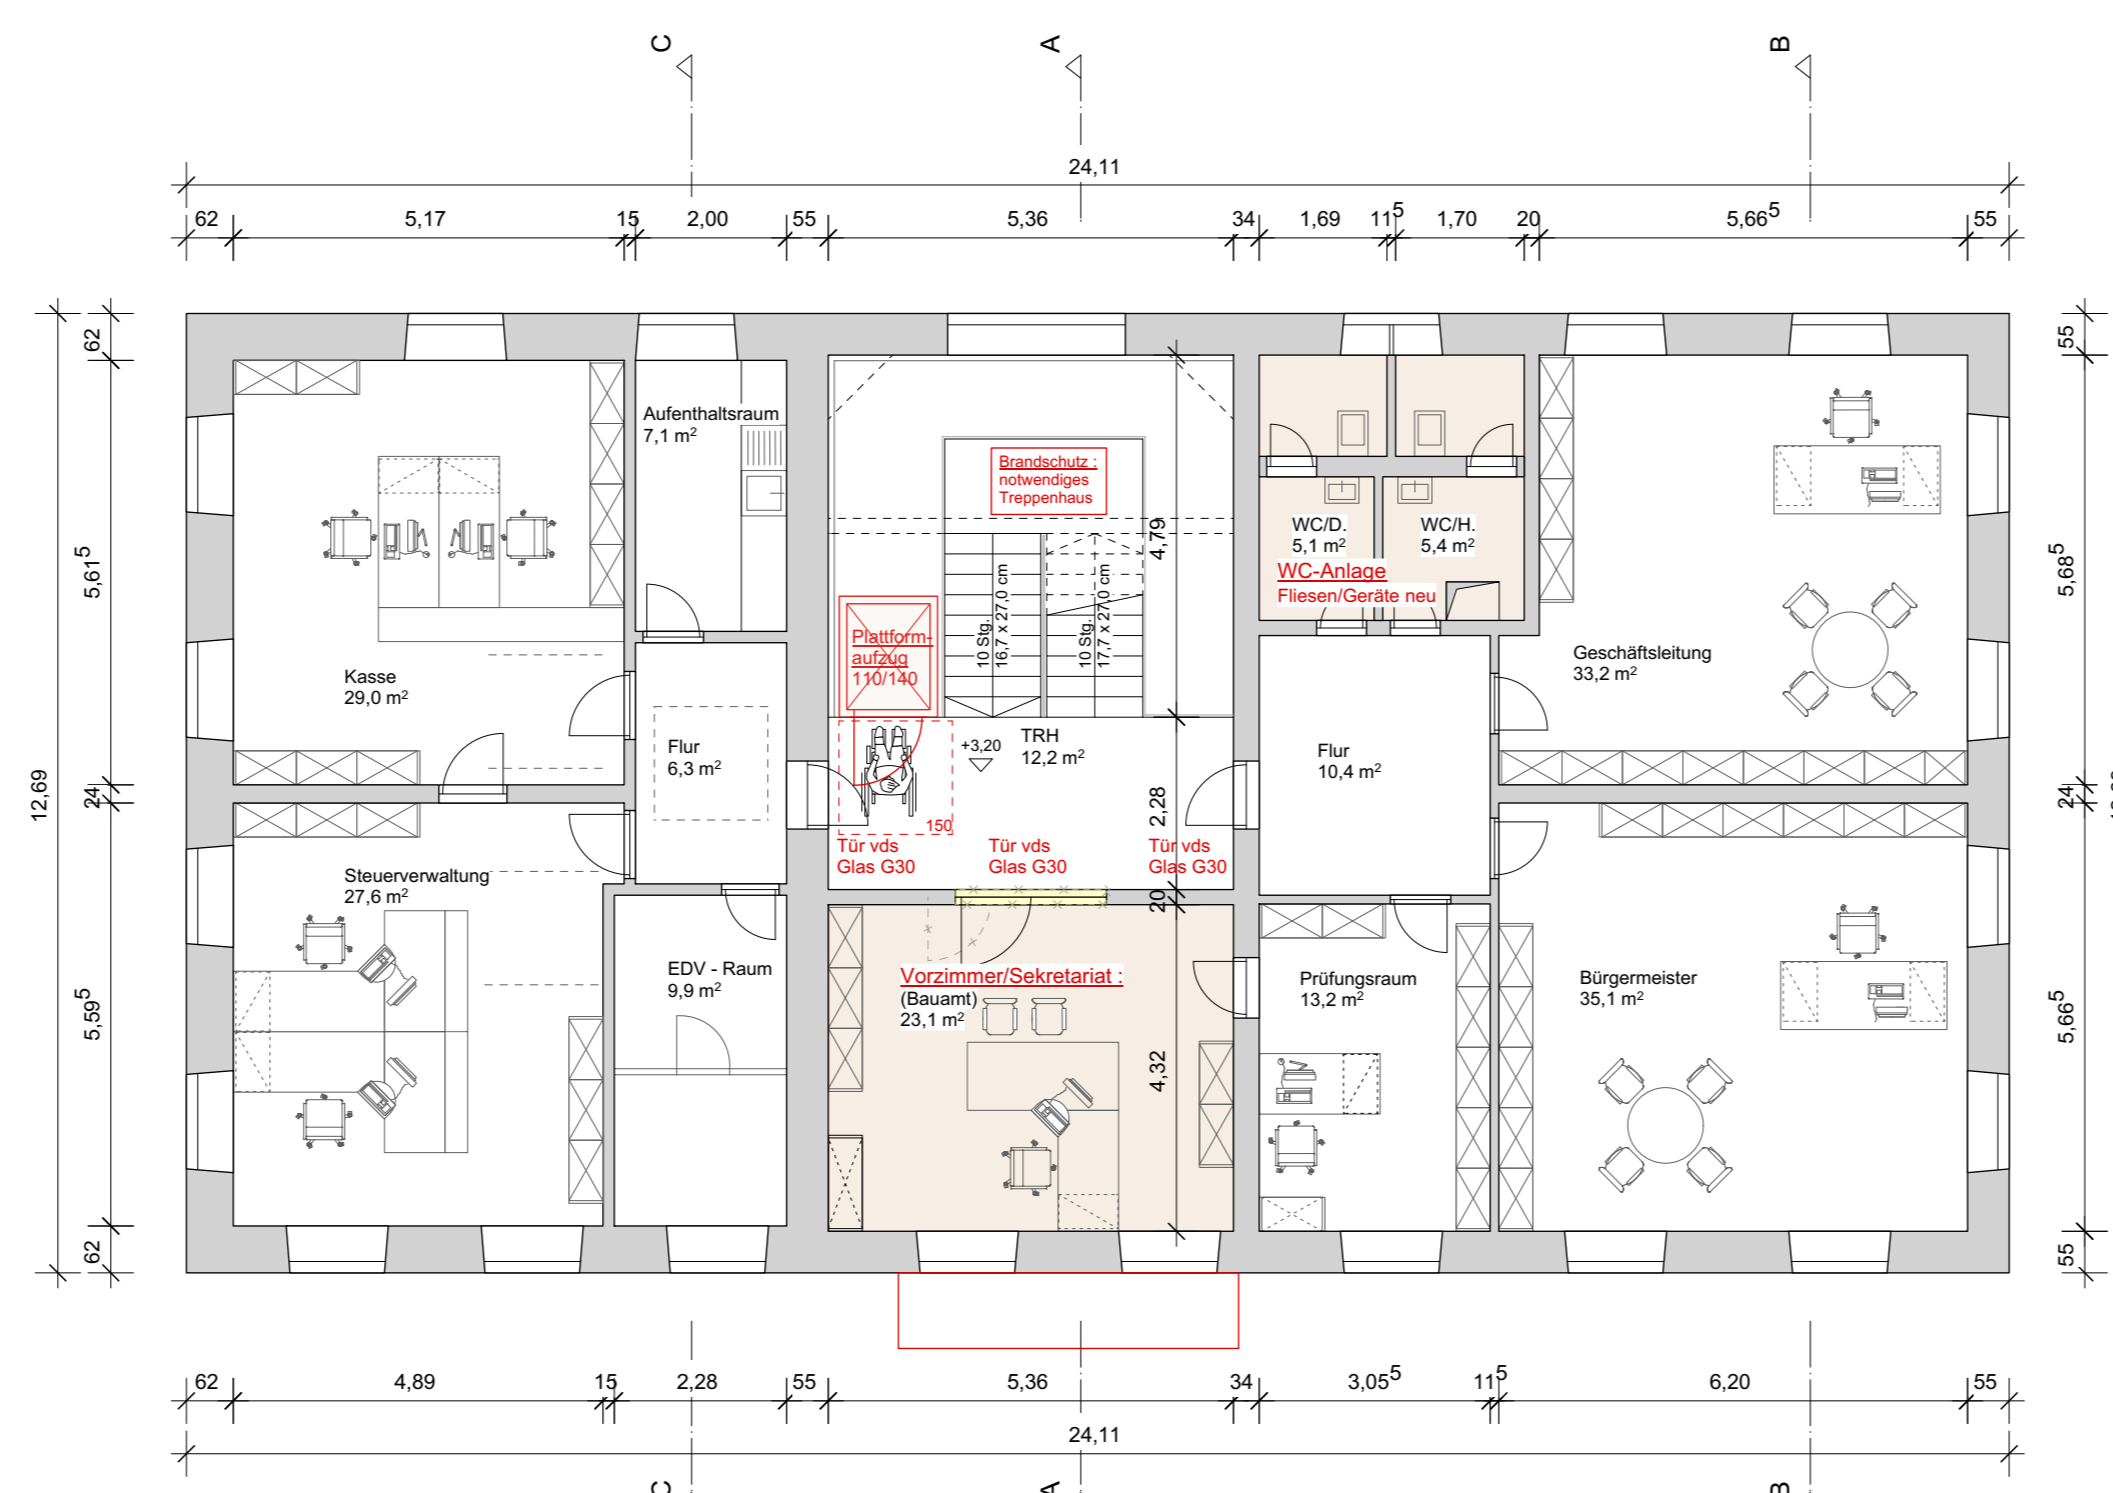 C
A
B
24,11
62
5,17
15
2,00
55
5,36
34
1,69
11⁵
1,70
20
5,66⁵
55
62
5,61⁵
24
5,59⁵
62
12,69
55
5,68⁵
24
5,66⁵
55
Aufenthaltsraum
7,1 m²
Brandschutz :
notwendiges
Treppenhaus
4,79
WC/D.
5,1 m²
WC/H.
5,4 m²
WC-Anlage
Fliesen/Geräte neu
10 Stg.
16,7 x 27,0 cm
10 Stg.
17,7 x 27,0 cm
Plattform-
aufzug
110/140
Kasse
29,0 m²
Geschäftsleitung
33,2 m²
Flur
6,3 m²
+3,20
TRH
12,2 m²
Flur
10,4 m²
2,28
150
Tür vds
Glas G30
Tür vds
Glas G30
Tür vds
Glas G30
20
Steuerverwaltung
27,6 m²
EDV - Raum
9,9 m²
Vorzimmer/Sekretariat :
(Bauamt)
23,1 m²
4,32
Prüfungsraum
13,2 m²
Bürgermeister
35,1 m²
62
4,89
15
2,28
55
5,36
34
3,05⁵
11⁵
6,20
55
24,11
C
A
B